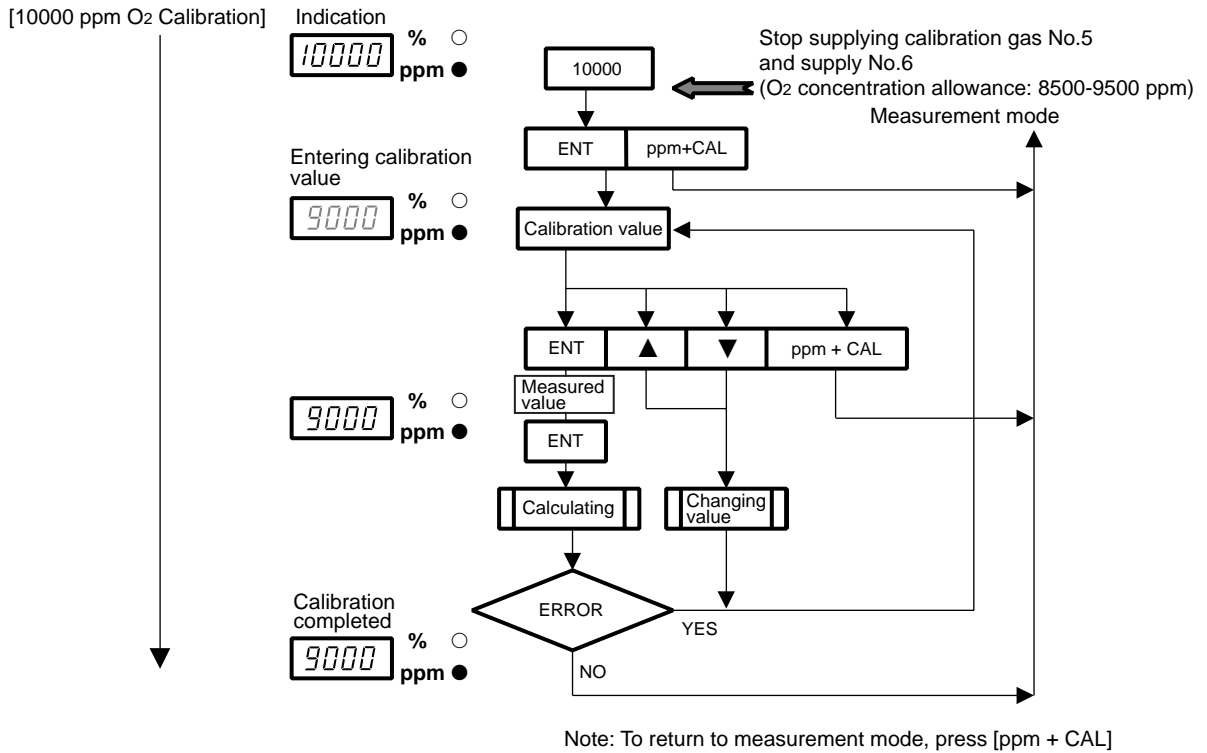 [10000 ppm O2 Calibration]
Indication
10000
% ○
ppm ●
10000
Stop supplying calibration gas No.5
and supply No.6
(O2 concentration allowance: 8500-9500 ppm)
Measurement mode
ENT
ppm+CAL
Entering calibration
value
9000
% ○
ppm ●
Calibration value
ENT
▲
▼
ppm + CAL
Measured
value
9000
% ○
ppm ●
ENT
Calculating
Changing
value
Calibration
completed
9000
% ○
ppm ●
ERROR
YES
NO
Note: To return to measurement mode, press [ppm + CAL]